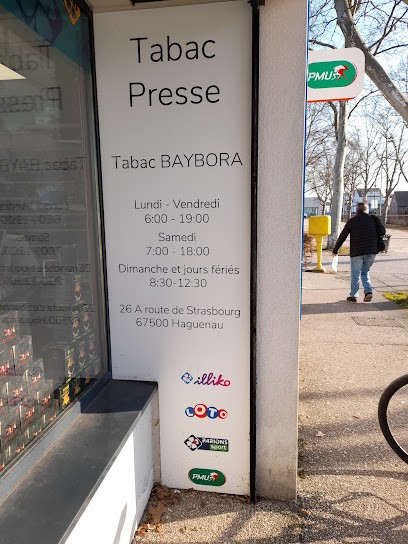 Tabac
Presse
Tabac BAYBORA
Lundi - Vendredi
6:00 - 19:00
Samedi
7:00 - 18:00
Dimanche et jours fériés
8:30-12:30
26 A route de Strasbourg
67500 Haguenau
illiko
LOTO
PARIONS
sport
PMU
PMU